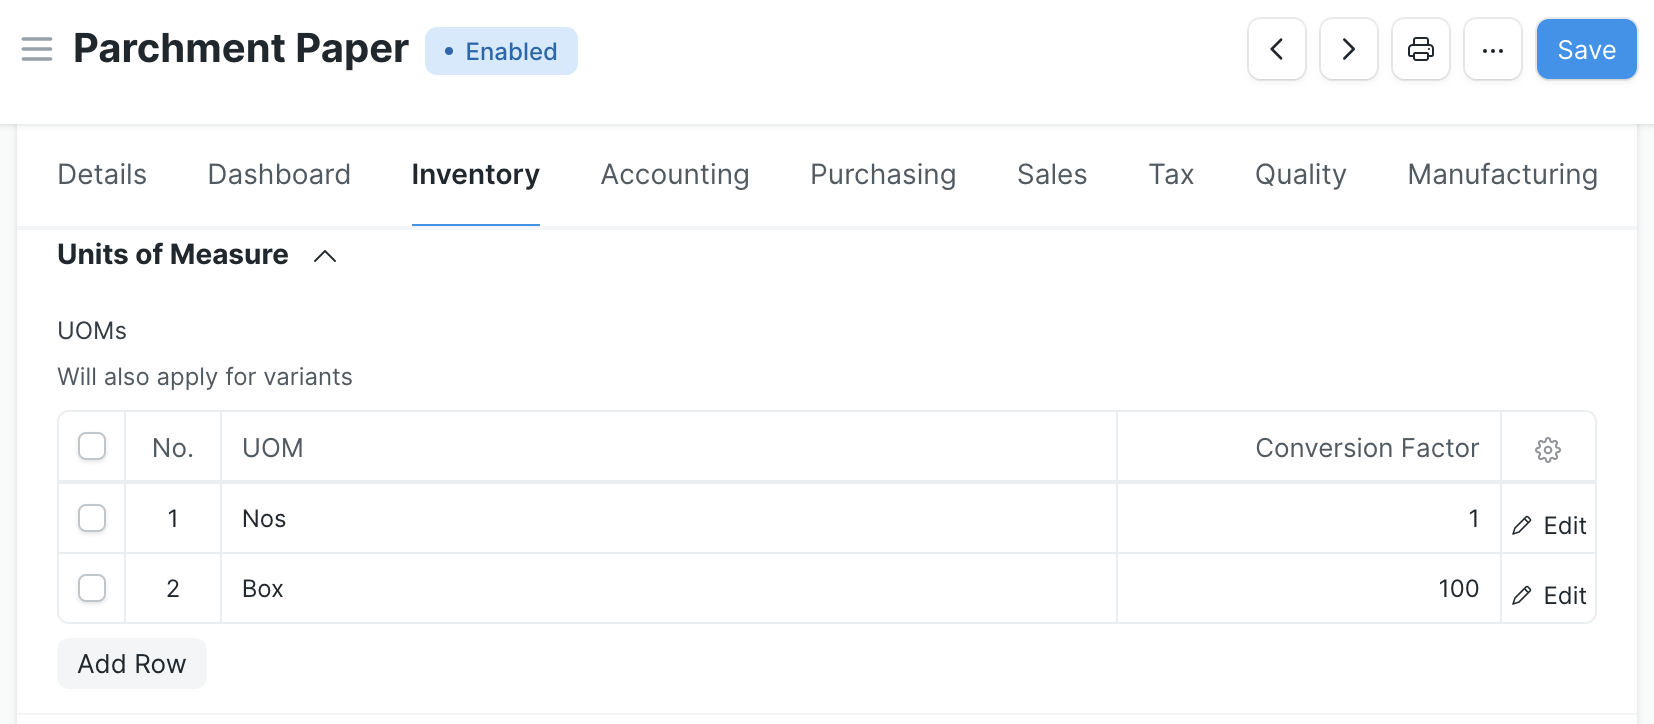 Parchment Paper
Enabled
Save
Details Dashboard Inventory Accounting Purchasing Sales Tax Quality Manufacturing
Units of Measure
UOMs
Will also apply for variants
No. UOM Conversion Factor
1 Nos 1 Edit
2 Box 100 Edit
Add Row